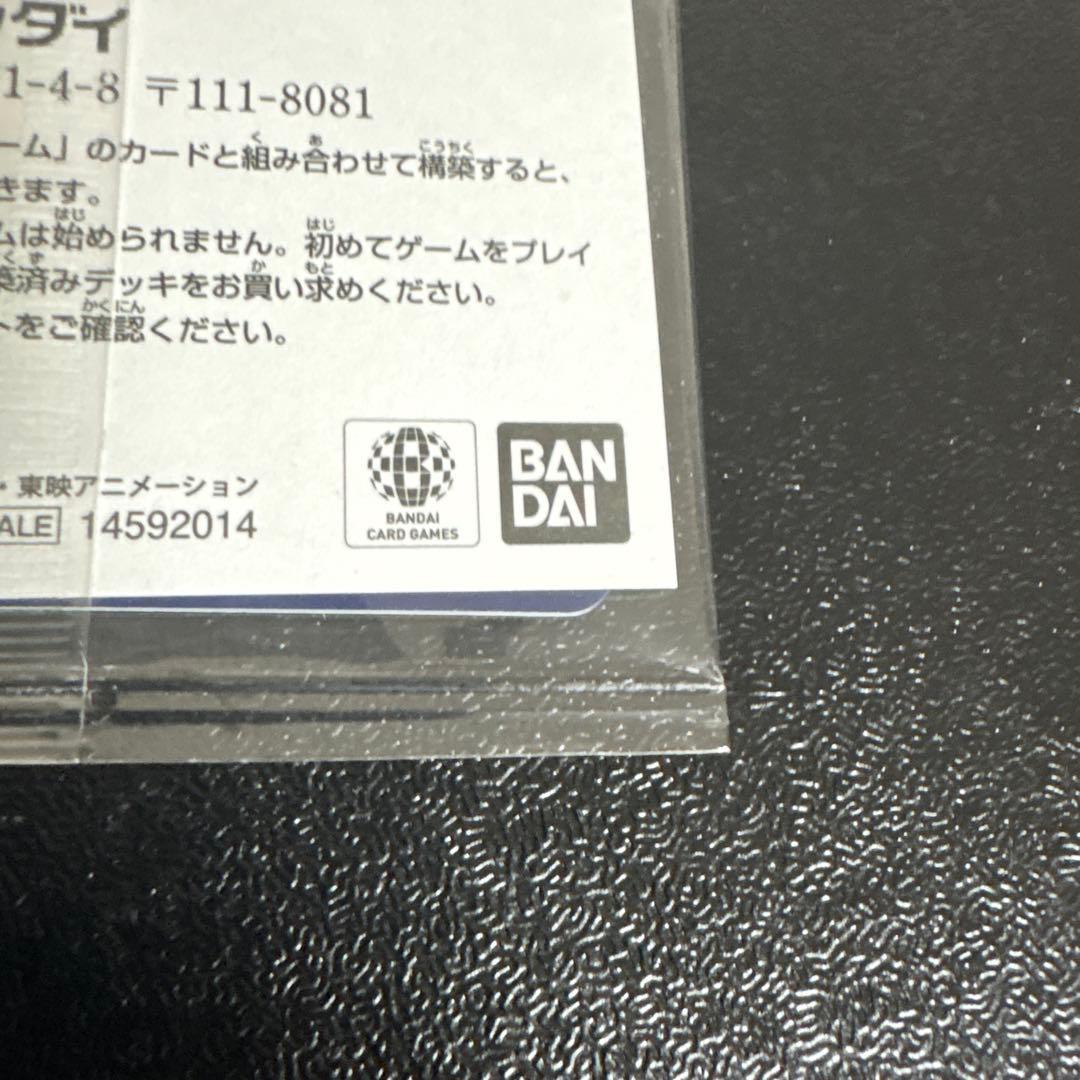 ンダイ
1-4-8 〒111-8081
ーム」のカードと組み合わせて構築すると、
きます。
ムは始められません。初めてゲームをプレイ
築済みデッキをお買い求めください。
トをご確認ください。
・東映アニメーション
ALE 14592014
BANDAI
CARD GAMES
BAN
DAI